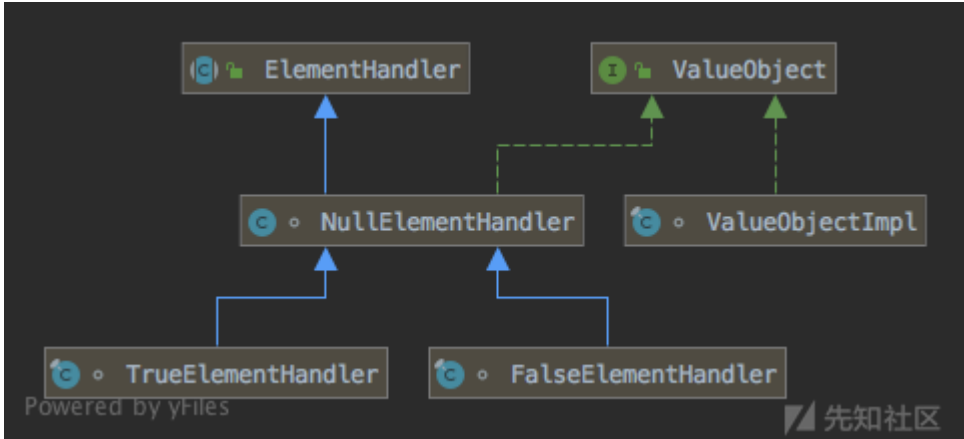 ElementHandler
ValueObject
NullElementHandler
ValueObjectImpl
TrueElementHandler
FalseElementHandler
Powered by yFiles
先知社区